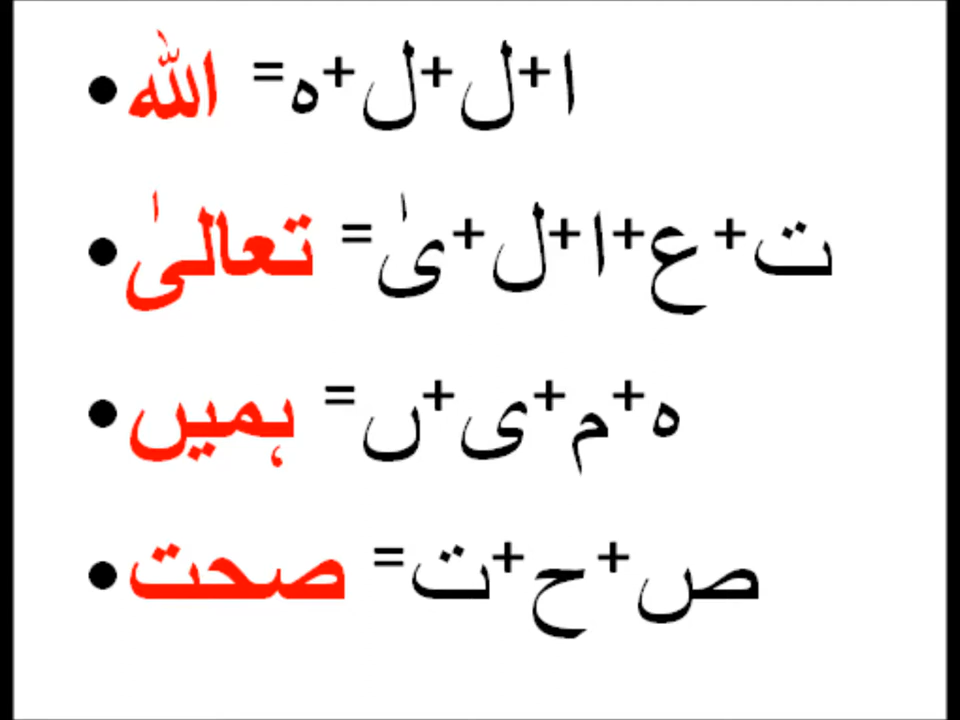 ا+ل+ل+ہ= اللہ
ت+ع+ا+ل+یٰ= تعالیٰ
ہ+م+ی+ں= ہمیں
ص+ح+ت= صحت